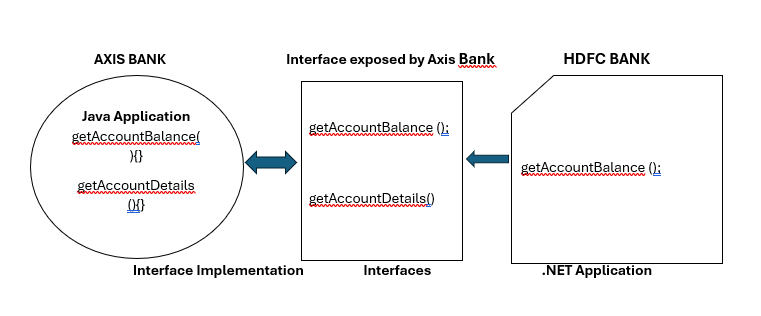 AXIS BANK
Interface exposed by Axis Bank
HDFC BANK
Java Application
getAccountBalance(
){}
getAccountDetails
(){}
getAccountBalance ();
getAccountDetails()
getAccountBalance ();
Interface Implementation
Interfaces
.NET Application